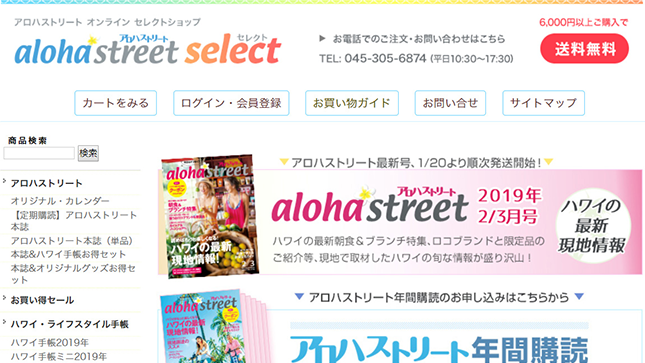 アロハストリート オンライン セレクトショップ
alohastreet アロハストリート select セレクト
▶ お電話でのご注文・お問い合わせはこちら
TEL: 045-305-6874 (平日10:30〜17:30)
6,000円以上ご購入で
送料無料
カートをみる
ログイン・会員登録
お買い物ガイド
お問い合せ
サイトマップ
商品検索
検索
アロハストリート
オリジナル・カレンダー
【定期購読】アロハストリート
本誌
アロハストリート本誌（単品）
本誌&ハワイ手帳お得セット
本誌&オリジナルグッズお得セ
ット
お買い得セール
ハワイ・ライフスタイル手帳
ハワイ手帳2019年
ハワイ手帳ミニ2019年
▼アロハストリート最新号、1/20より順次発送開始！▼
alohastreet
ハワイの最新
現地情報!
アロハストリート
alohastreet
2019年
2/3月号
ハワイの
最新
現地情報
ハワイの最新朝食＆ブランチ特集、ロコブランドと限定品の
ご紹介等、現地で取材したハワイの旬な情報が盛り沢山！
▼ アロハストリート年間購読のお申し込みはこちらから ▼
alohastreet
ハワイの最新
現地情報!
アロハストリート年間購読